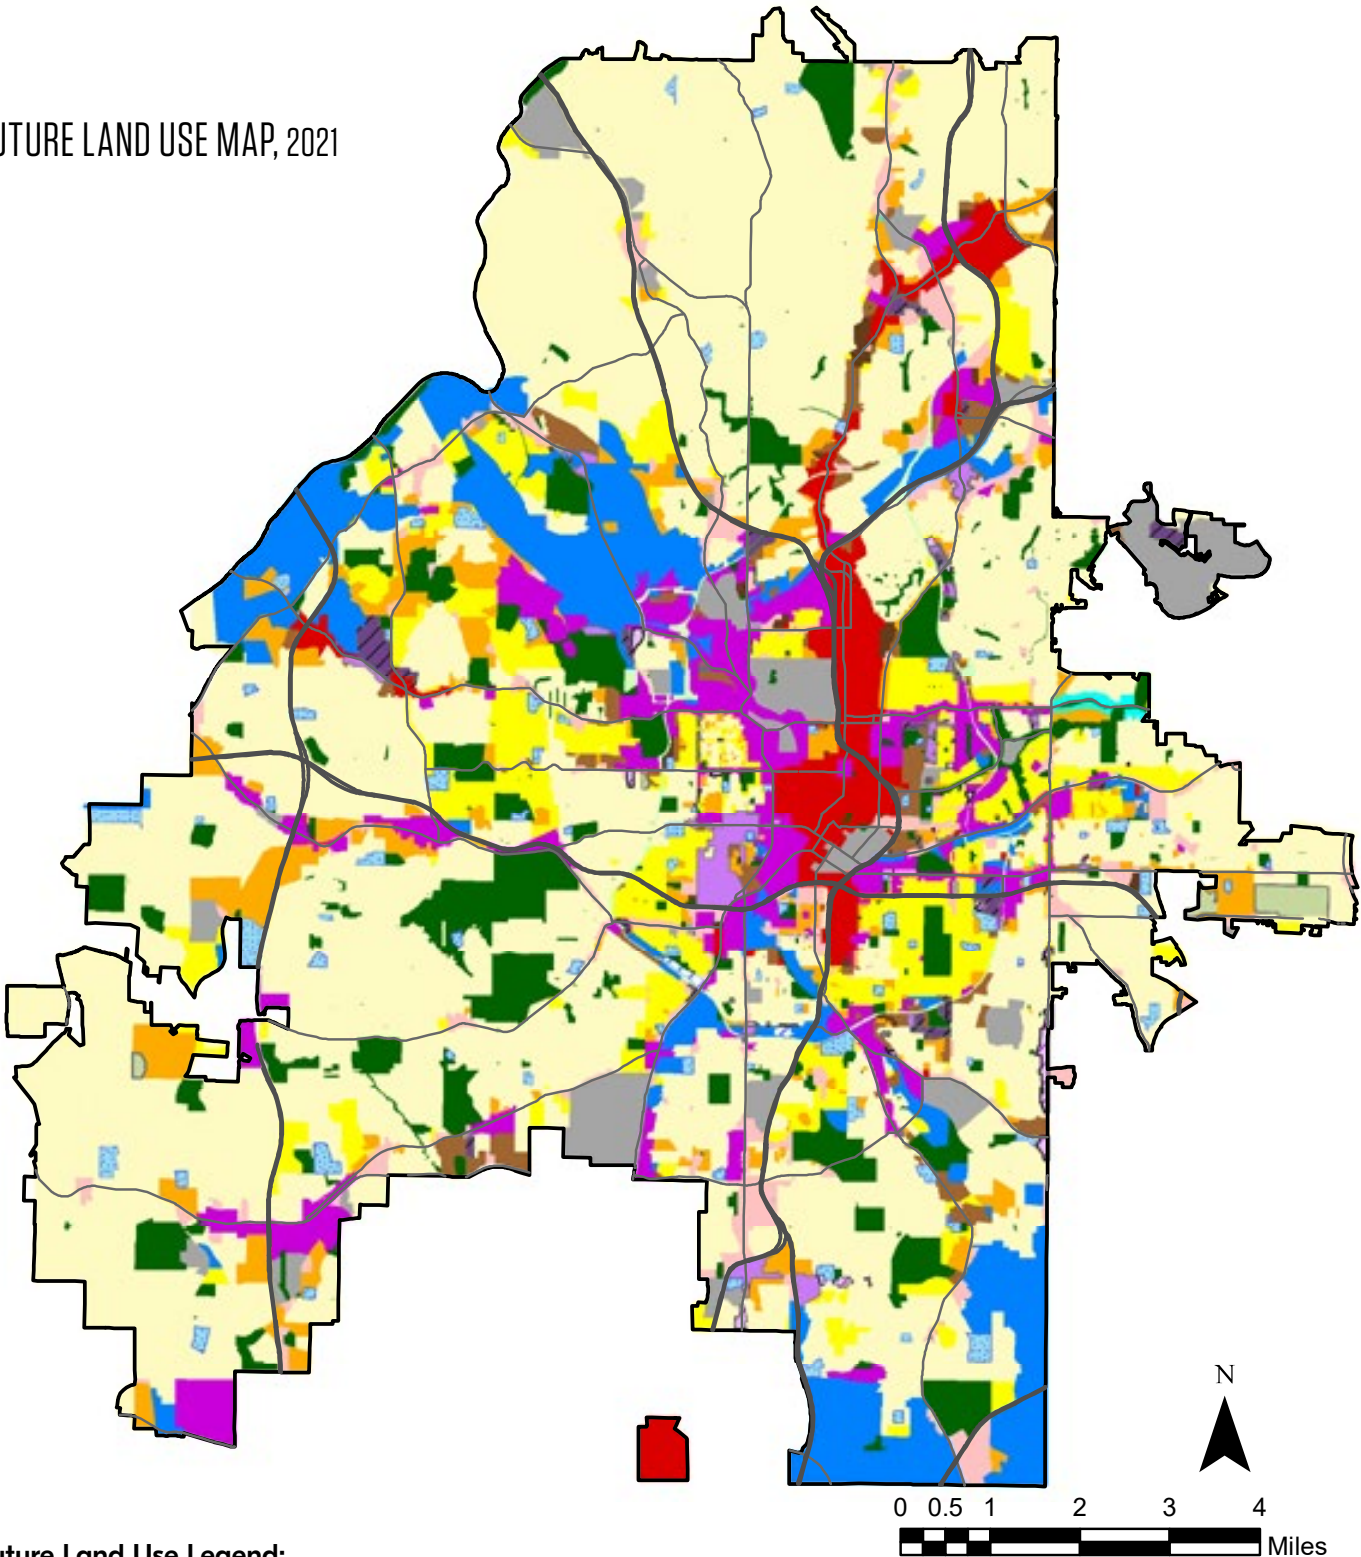 UTURE LAND USE MAP, 2021
N
0 0.5 1 2 3 4
Miles
uture Land Use Legend: